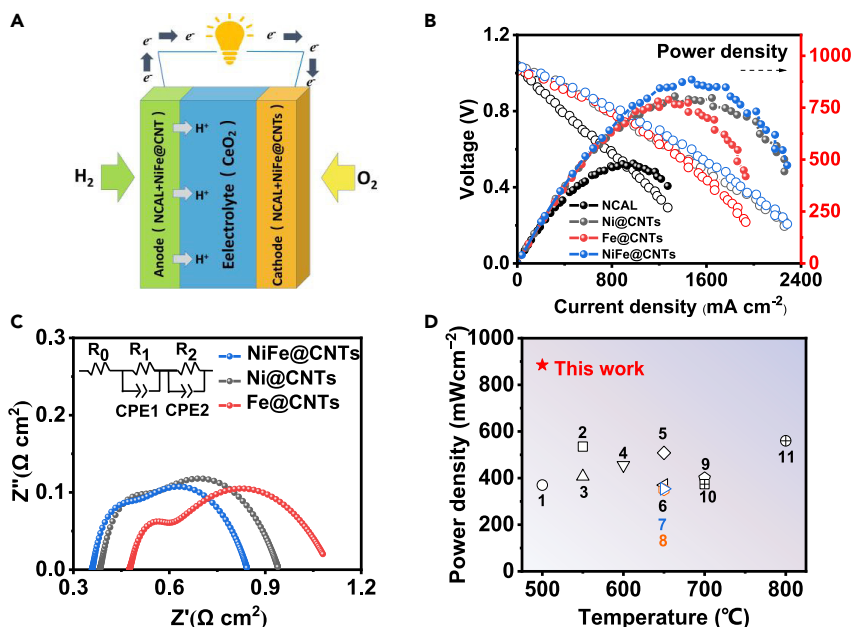 A
e⁻
e⁻
e⁻
e⁻
e⁻
e⁻
H₂
Anode（NCAL+NiFe@CNT）
H⁺
H⁺
H⁺
Eelectrolyte（CeO₂）
Cathode（NCAL+NiFe@CNTs）
O₂
B
Power density
Voltage (V)
1.2
0.8
0.4
0.0
1000
750
500
250
0
NCAL
Ni@CNTs
Fe@CNTs
NiFe@CNTs
0 800 1600 2400
Current density (mA cm⁻²)
C
Z''(Ω cm²)
0.3
0.2
0.1
0.0
R₀ R₁ R₂
CPE1 CPE2
NiFe@CNTs
Ni@CNTs
Fe@CNTs
0.3 0.6 0.9 1.2
Z'(Ω cm²)
D
Power density (mWcm⁻²)
1000
800
600
400
200
0
This work
1
2
3
4
5
6
7
8
9
10
11
500 550 600 650 700 750 800
Temperature (℃)